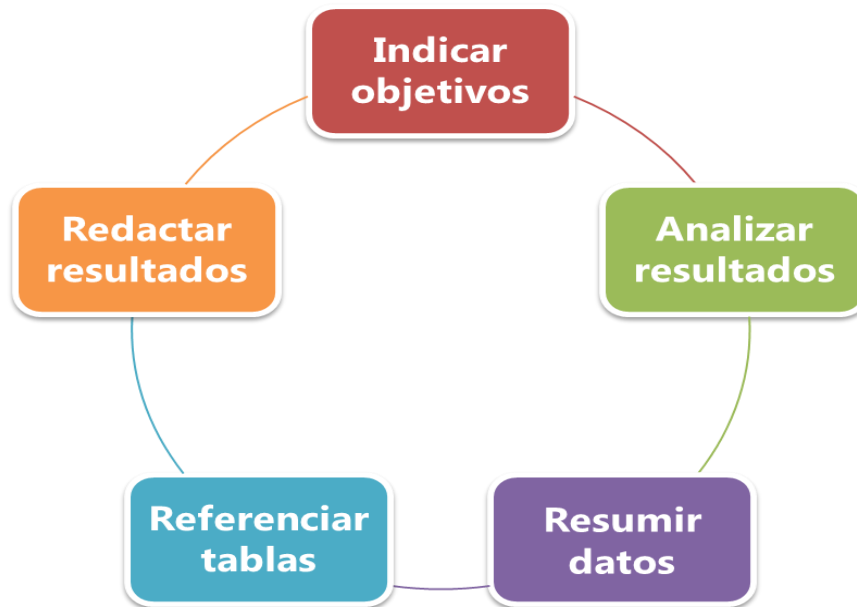 Indicar
objetivos
Analizar
resultados
Resumir
datos
Referenciar
tablas
Redactar
resultados